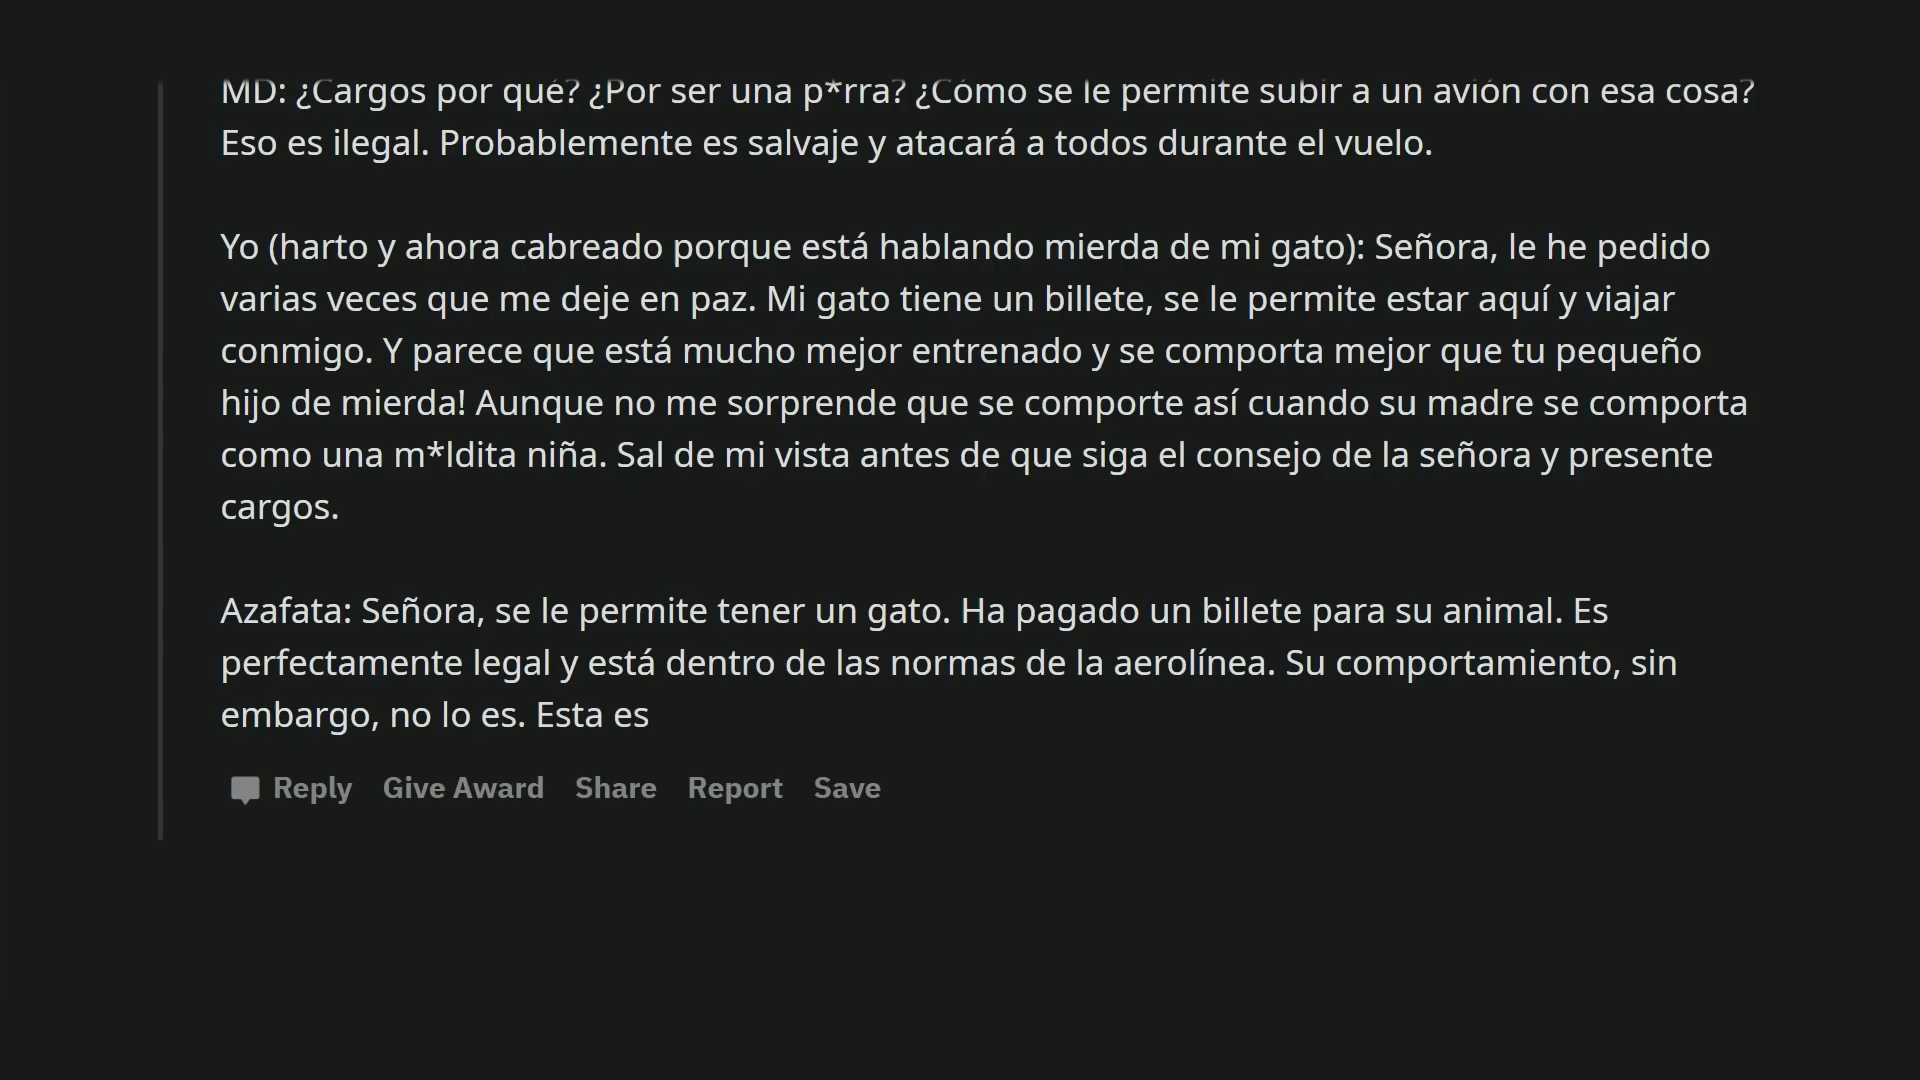 MD: ¿Cargos por qué? ¿Por ser una p*rra? ¿Cómo se le permite subir a un avión con esa cosa?
Eso es ilegal. Probablemente es salvaje y atacará a todos durante el vuelo.
Yo (harto y ahora cabreado porque está hablando mierda de mi gato): Señora, le he pedido
varias veces que me deje en paz. Mi gato tiene un billete, se le permite estar aquí y viajar
conmigo. Y parece que está mucho mejor entrenado y se comporta mejor que tu pequeño
hijo de mierda! Aunque no me sorprende que se comporte así cuando su madre se comporta
como una m*ldita niña. Sal de mi vista antes de que siga el consejo de la señora y presente
cargos.
Azafata: Señora, se le permite tener un gato. Ha pagado un billete para su animal. Es
perfectamente legal y está dentro de las normas de la aerolínea. Su comportamiento, sin
embargo, no lo es. Esta es
Reply Give Award Share Report Save